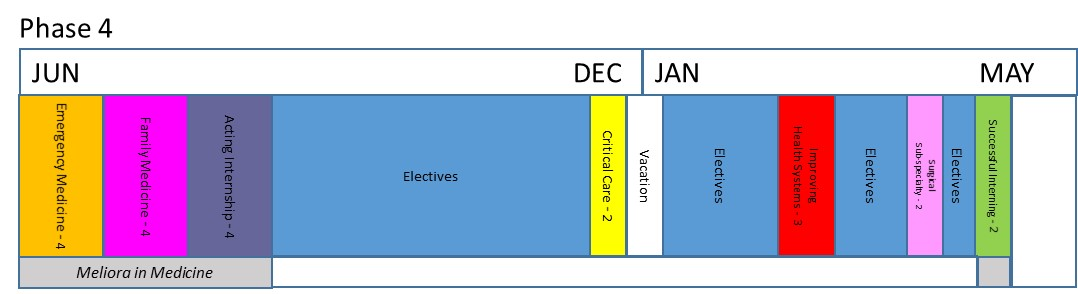 Phase 4
JUN
DEC
JAN
MAY
Emergency Medicine - 4
Family Medicine - 4
Acting Internship - 4
Electives
Critical Care - 2
Vacation
Electives
Improving
Health Systems - 3
Electives
Surgical
Sub-specialty - 2
Electives
Successful Interning - 2
Meliora in Medicine